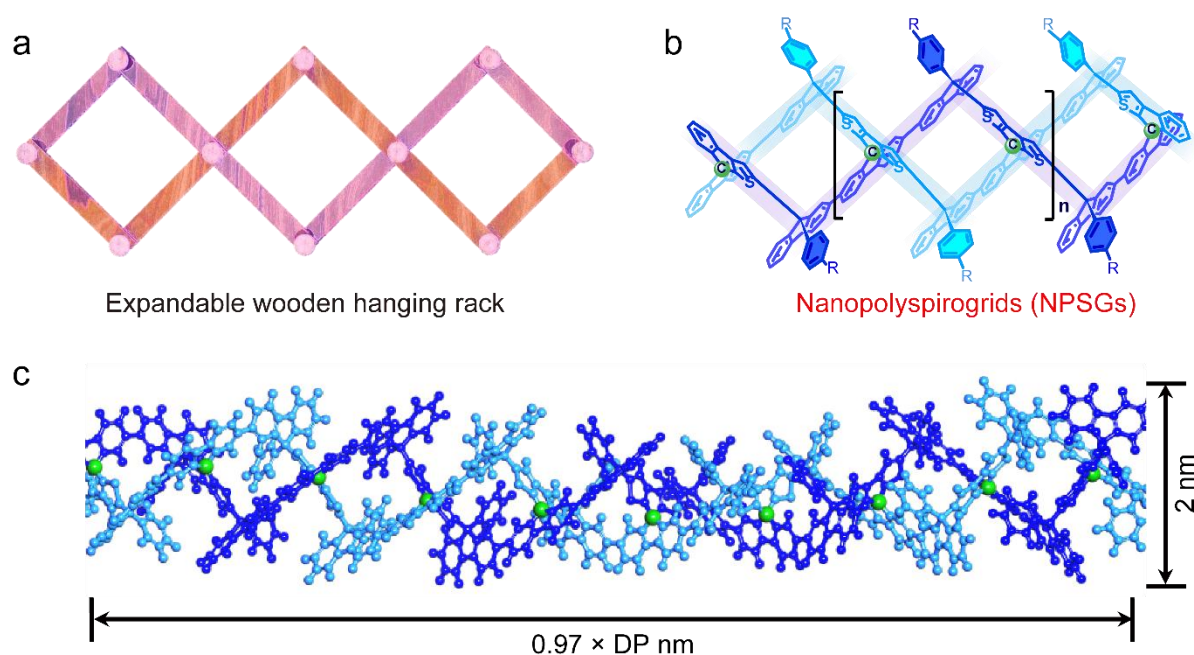 a
b
R
R
R
S
S
S
C
C
C
C
S
S
n
R
R
R
Expandable wooden hanging rack
Nanopolyspirogrids (NPSGs)
c
2 nm
0.97 × DP nm